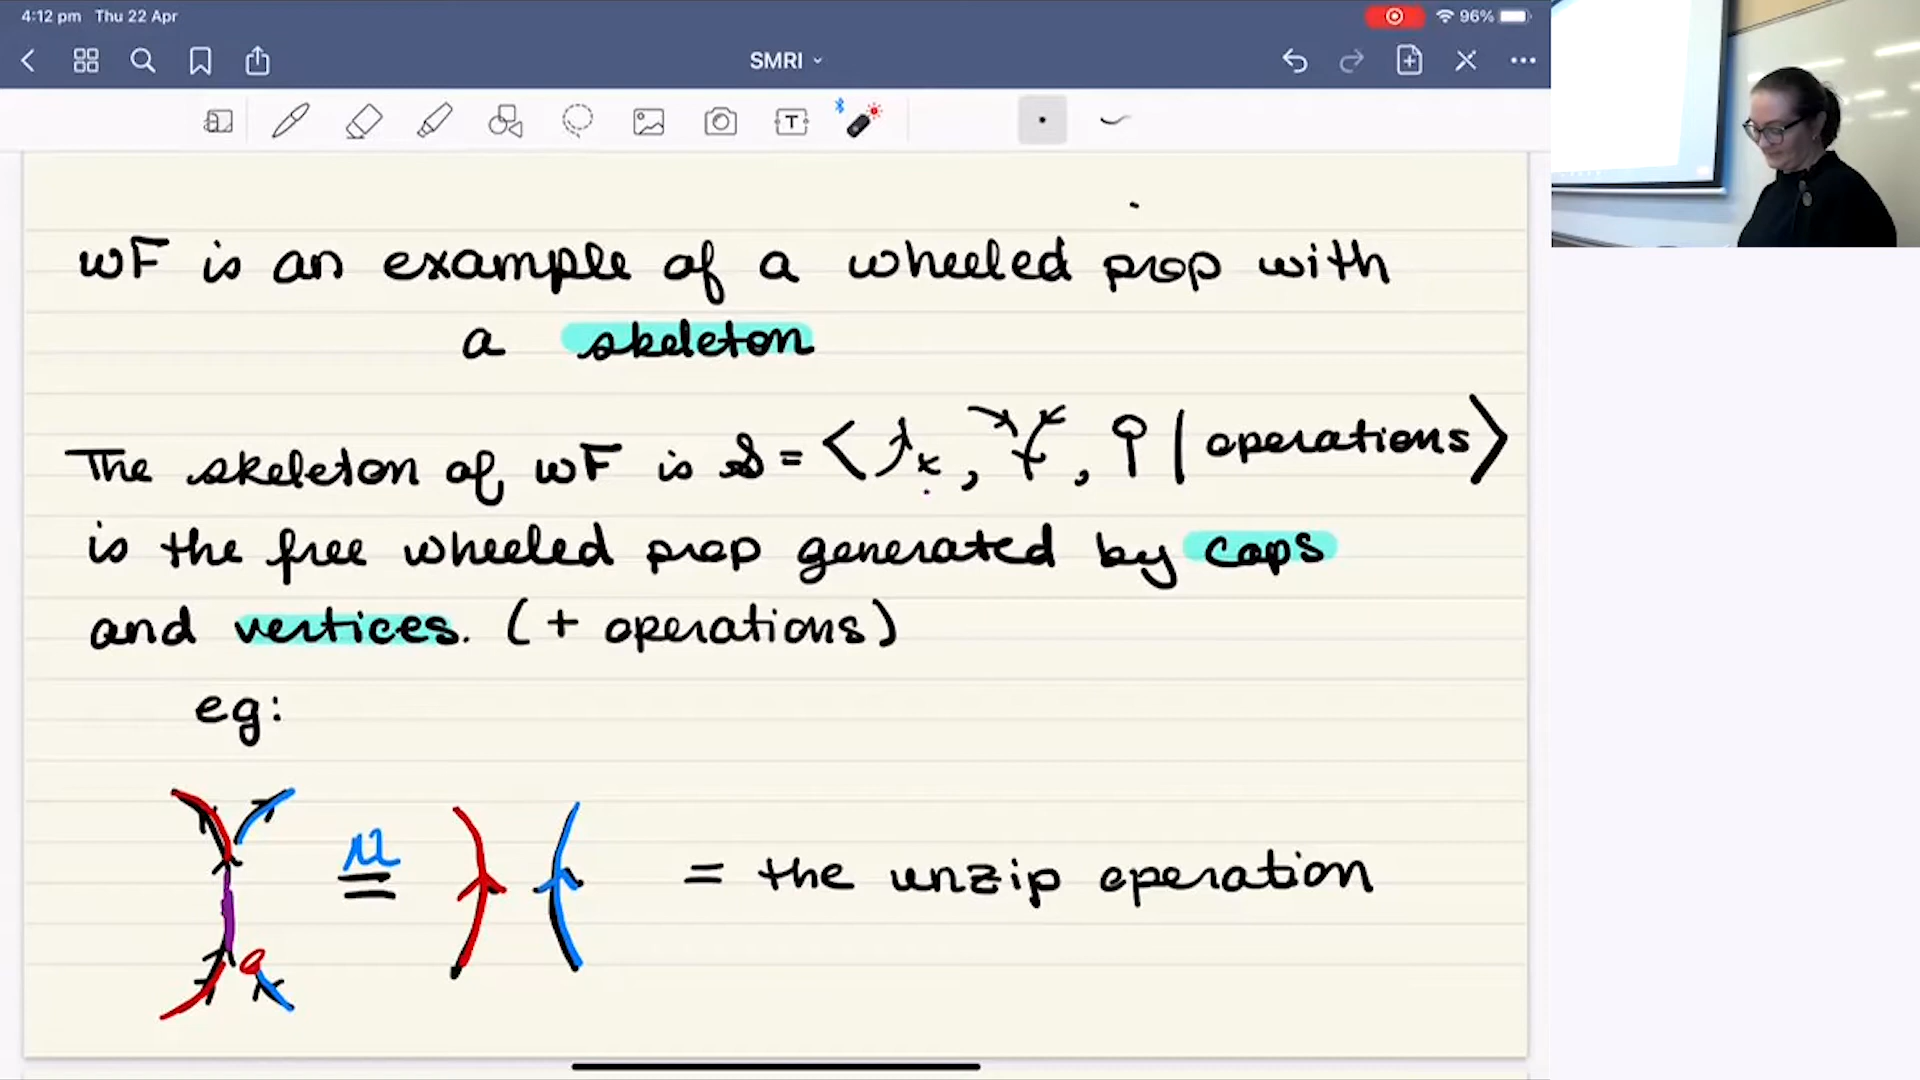 4:12 pm Thu 22 Apr
96%
SMRI
T
wF is an example of a wheeled prop with
a skeleton
The skeleton of wF is S = < , , | operations >
is the free wheeled prop generated by caps
and vertices. (+ operations)
eg:
u = = the unzip operation